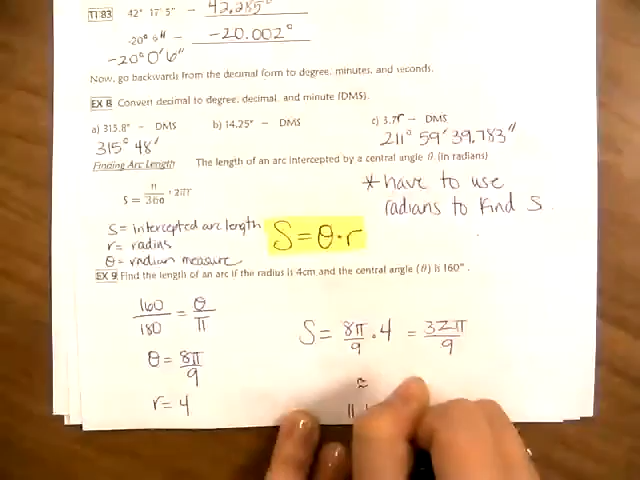 TI 83 42° 17' 5" – 42.285°
-20° 6" – -20.002°
-20° 0' 6"
Now, go backwards from the decimal form to degree, minutes, and seconds.
EX 8 Convert decimal to degree, decimal, and minute (DMS).
a) 315.8° – DMS b) 14.25° – DMS c) 3.7r – DMS
315° 48' 211° 59' 39.783"
Finding Arc Length The length of an arc intercepted by a central angle θ (in radians)
S = n/360 · 2πr
* have to use
radians to find S.
S = intercepted arc length
r = radius
θ = radian measure
S = θ · r
EX 9 Find the length of an arc if the radius is 4cm and the central angle (θ) is 160°.
160/180 = θ/π
S = 8π/9 · 4 = 32π/9
θ = 8π/9
≈
r = 4
11